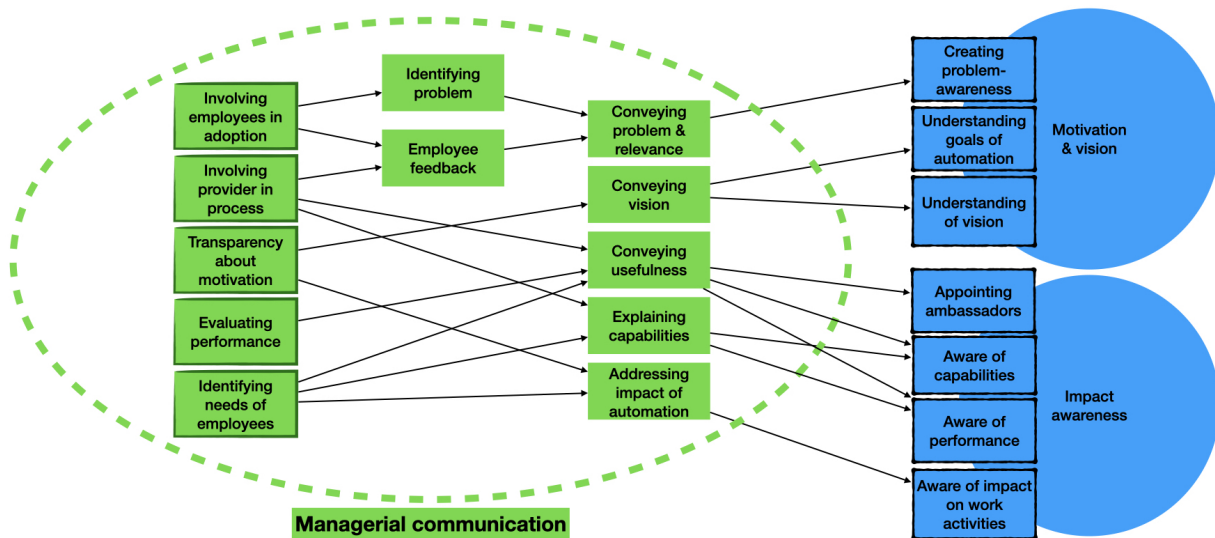 Involving
employees in
adoption
Involving
provider in
process
Transparency
about
motivation
Evaluating
performance
Identifying
needs of
employees
Identifying
problem
Employee
feedback
Conveying
problem &
relevance
Conveying
vision
Conveying
usefulness
Explaining
capabilities
Addressing
impact of
automation
Managerial communication
Creating
problem-
awareness
Understanding
goals of
automation
Understanding
of vision
Motivation
& vision
Appointing
ambassadors
Aware of
capabilities
Aware of
performance
Aware of impact
on work
activities
Impact
awareness